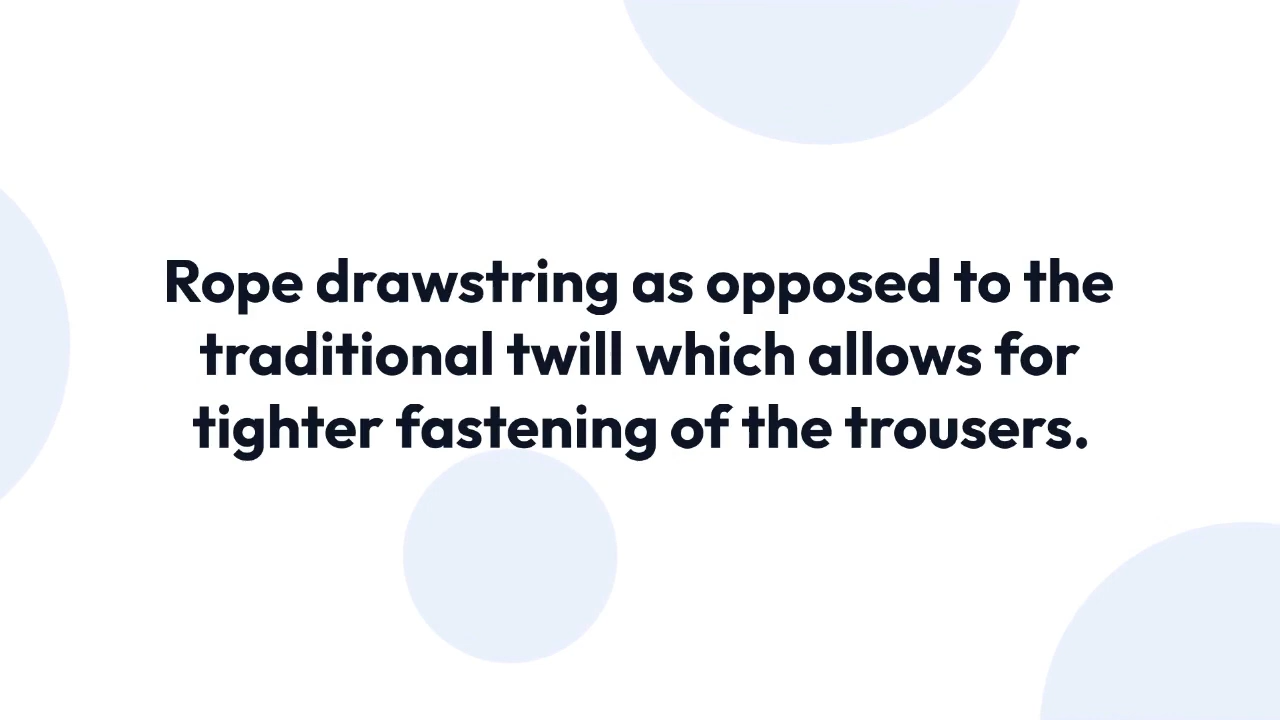 Rope drawstring as opposed to the
traditional twill which allows for
tighter fastening of the trousers.